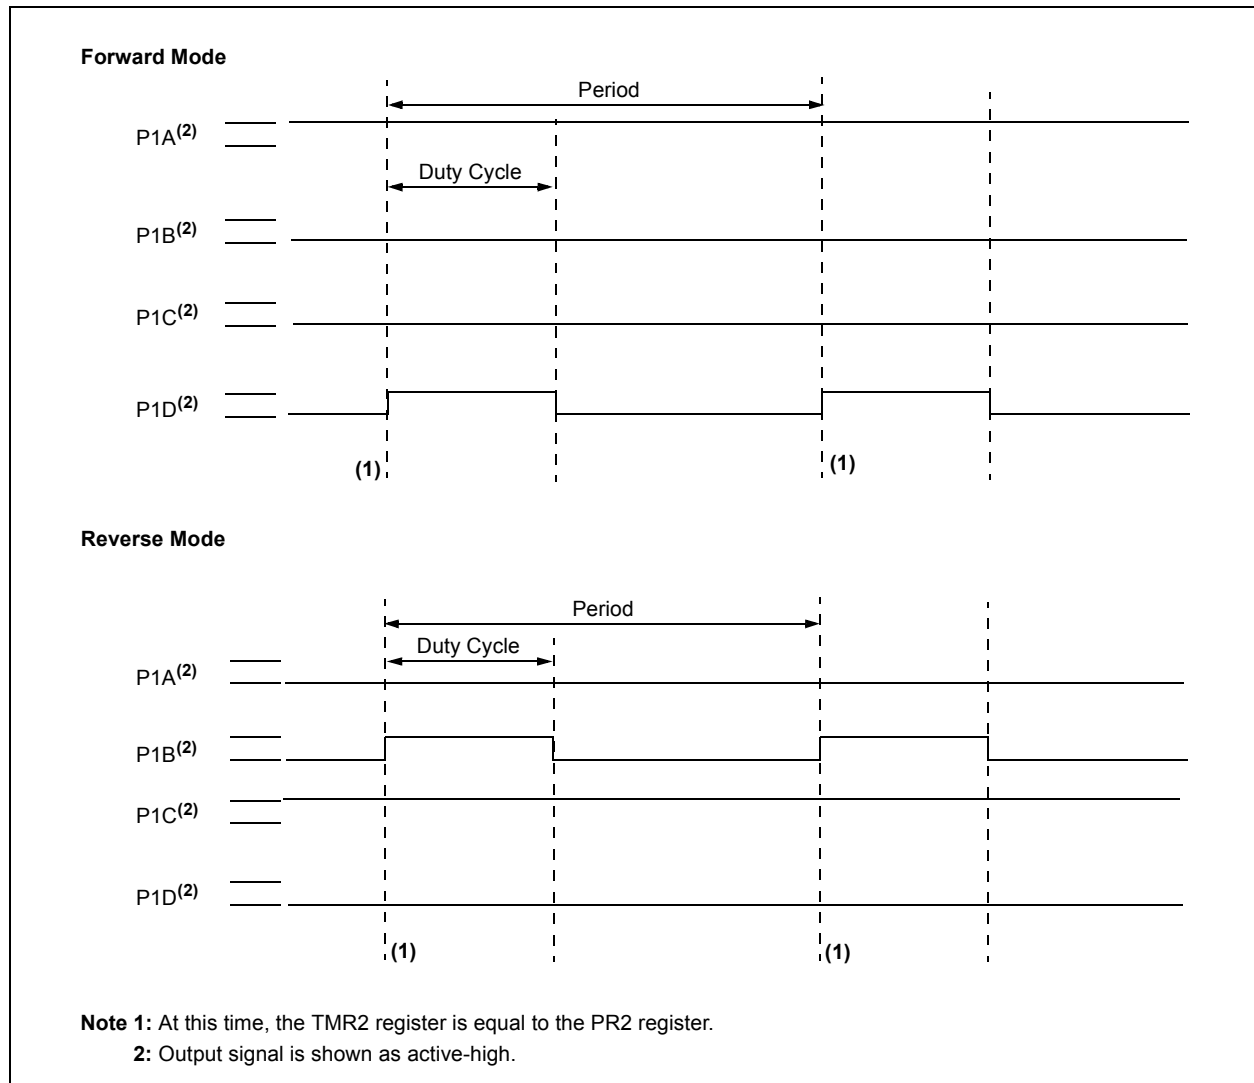 Forward Mode
Period
P1A(2)
Duty Cycle
P1B(2)
P1C(2)
P1D(2)
(1)
(1)
Reverse Mode
Period
Duty Cycle
P1A(2)
P1B(2)
P1C(2)
P1D(2)
(1)
(1)
Note 1: At this time, the TMR2 register is equal to the PR2 register.
2: Output signal is shown as active-high.